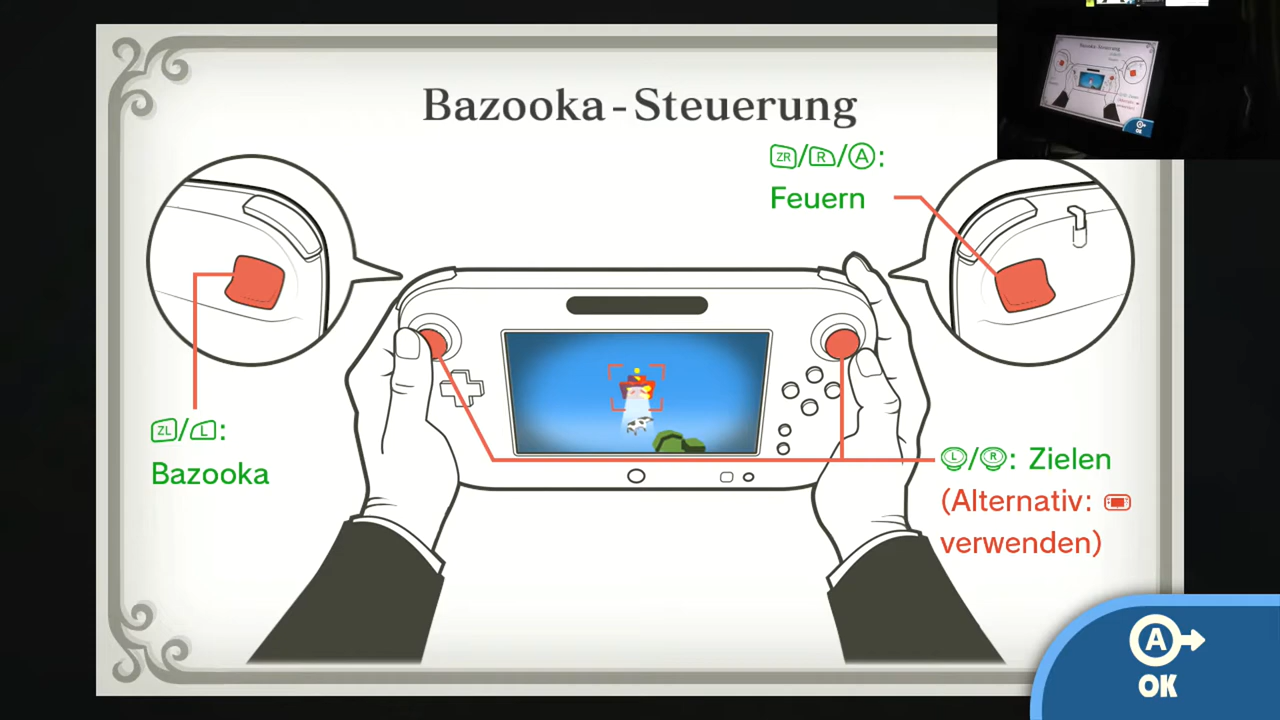 Bazooka-Steuerung
ZR/R/A:
Feuern
ZL/L:
Bazooka
L/R: Zielen
(Alternativ:
verwenden)
A
OK